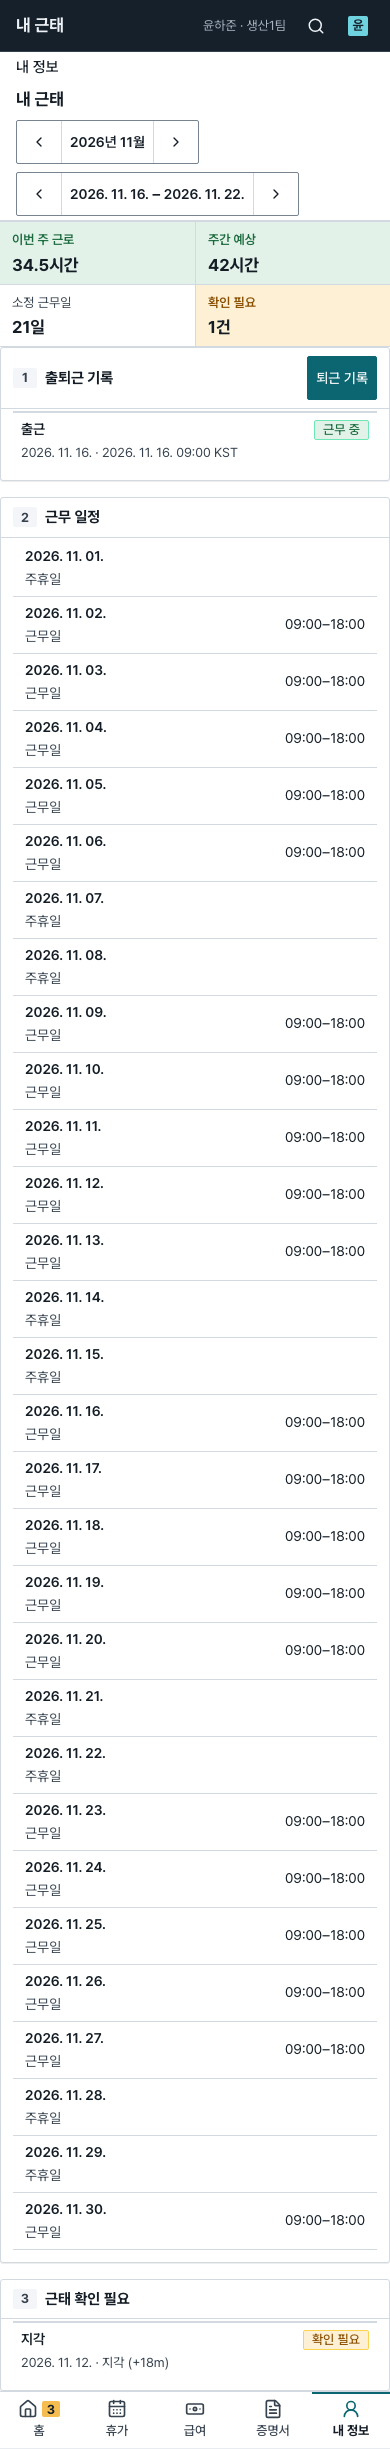 내 근태
윤하준 · 생산1팀
윤
내 정보
내 근태
2026년 11월
2026. 11. 16. – 2026. 11. 22.
이번 주 근로
34.5시간
주간 예상
42시간
소정 근무일
21일
확인 필요
1건
1 출퇴근 기록
퇴근 기록
출근
근무 중
2026. 11. 16. · 2026. 11. 16. 09:00 KST
2 근무 일정
2026. 11. 01.
주휴일
2026. 11. 02.
근무일
09:00–18:00
2026. 11. 03.
근무일
09:00–18:00
2026. 11. 04.
근무일
09:00–18:00
2026. 11. 05.
근무일
09:00–18:00
2026. 11. 06.
근무일
09:00–18:00
2026. 11. 07.
주휴일
2026. 11. 08.
주휴일
2026. 11. 09.
근무일
09:00–18:00
2026. 11. 10.
근무일
09:00–18:00
2026. 11. 11.
근무일
09:00–18:00
2026. 11. 12.
근무일
09:00–18:00
2026. 11. 13.
근무일
09:00–18:00
2026. 11. 14.
주휴일
2026. 11. 15.
주휴일
2026. 11. 16.
근무일
09:00–18:00
2026. 11. 17.
근무일
09:00–18:00
2026. 11. 18.
근무일
09:00–18:00
2026. 11. 19.
근무일
09:00–18:00
2026. 11. 20.
근무일
09:00–18:00
2026. 11. 21.
주휴일
2026. 11. 22.
주휴일
2026. 11. 23.
근무일
09:00–18:00
2026. 11. 24.
근무일
09:00–18:00
2026. 11. 25.
근무일
09:00–18:00
2026. 11. 26.
근무일
09:00–18:00
2026. 11. 27.
근무일
09:00–18:00
2026. 11. 28.
주휴일
2026. 11. 29.
주휴일
2026. 11. 30.
근무일
09:00–18:00
3 근태 확인 필요
지각
확인 필요
2026. 11. 12. · 지각 (+18m)
3
홈
휴가
급여
증명서
내 정보